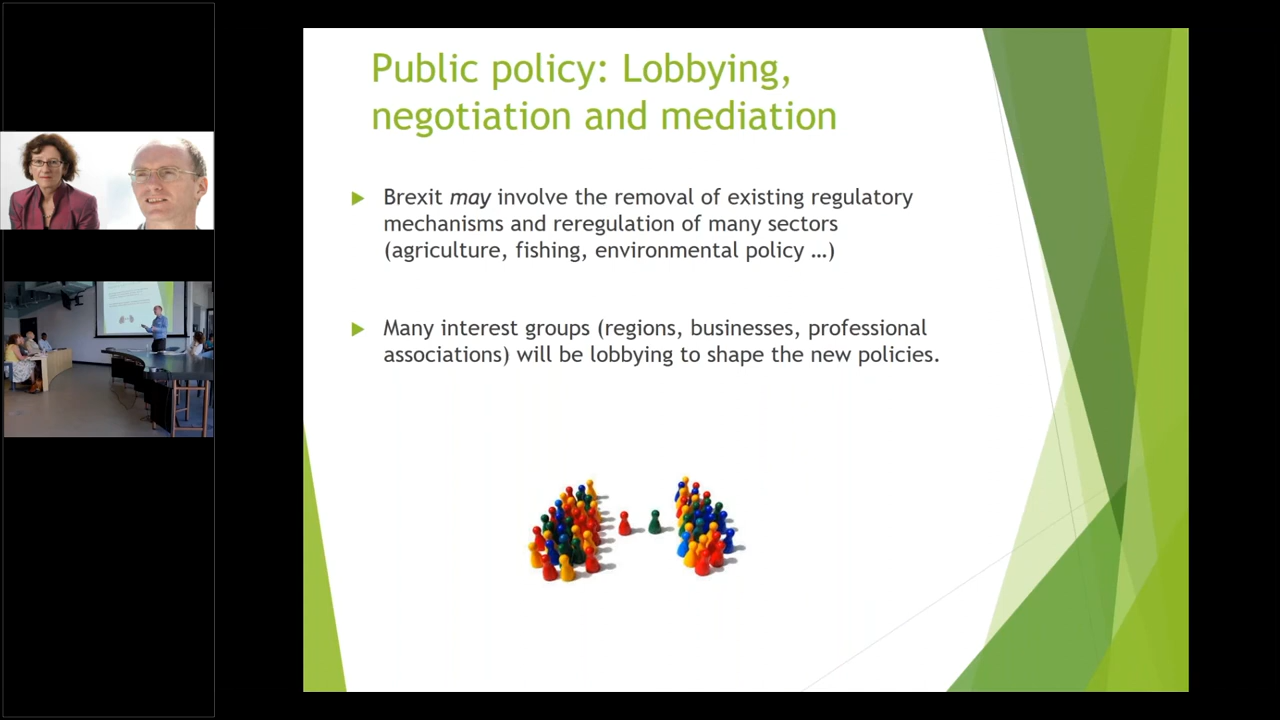 Public policy: Lobbying,
negotiation and mediation
Brexit may involve the removal of existing regulatory
mechanisms and reregulation of many sectors
(agriculture, fishing, environmental policy …)
Many interest groups (regions, businesses, professional
associations) will be lobbying to shape the new policies.